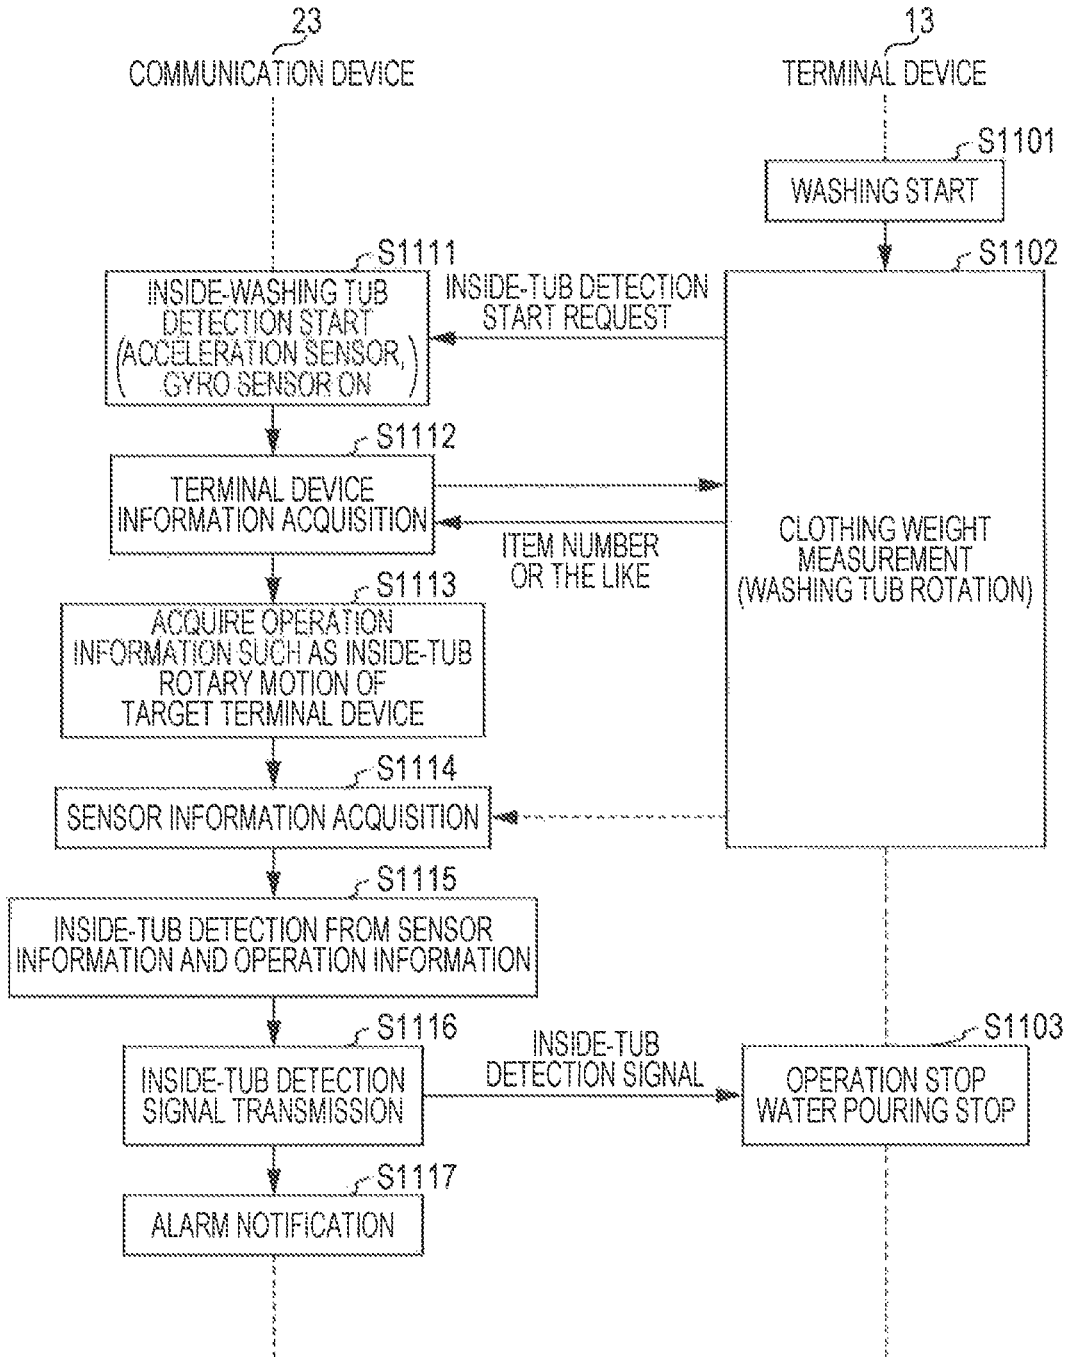 23
COMMUNICATION DEVICE
13
TERMINAL DEVICE
S1101
WASHING START
S1111
INSIDE-WASHING TUB
DETECTION START
(ACCELERATION SENSOR,
GYRO SENSOR ON)
INSIDE-TUB DETECTION
START REQUEST
S1102
CLOTHING WEIGHT
MEASUREMENT
(WASHING TUB ROTATION)
S1112
TERMINAL DEVICE
INFORMATION ACQUISITION
ITEM NUMBER
OR THE LIKE
S1113
ACQUIRE OPERATION
INFORMATION SUCH AS INSIDE-TUB
ROTARY MOTION OF
TARGET TERMINAL DEVICE
S1114
SENSOR INFORMATION ACQUISITION
S1115
INSIDE-TUB DETECTION FROM SENSOR
INFORMATION AND OPERATION INFORMATION
S1116
INSIDE-TUB DETECTION
SIGNAL TRANSMISSION
INSIDE-TUB
DETECTION SIGNAL
S1103
OPERATION STOP
WATER POURING STOP
S1117
ALARM NOTIFICATION